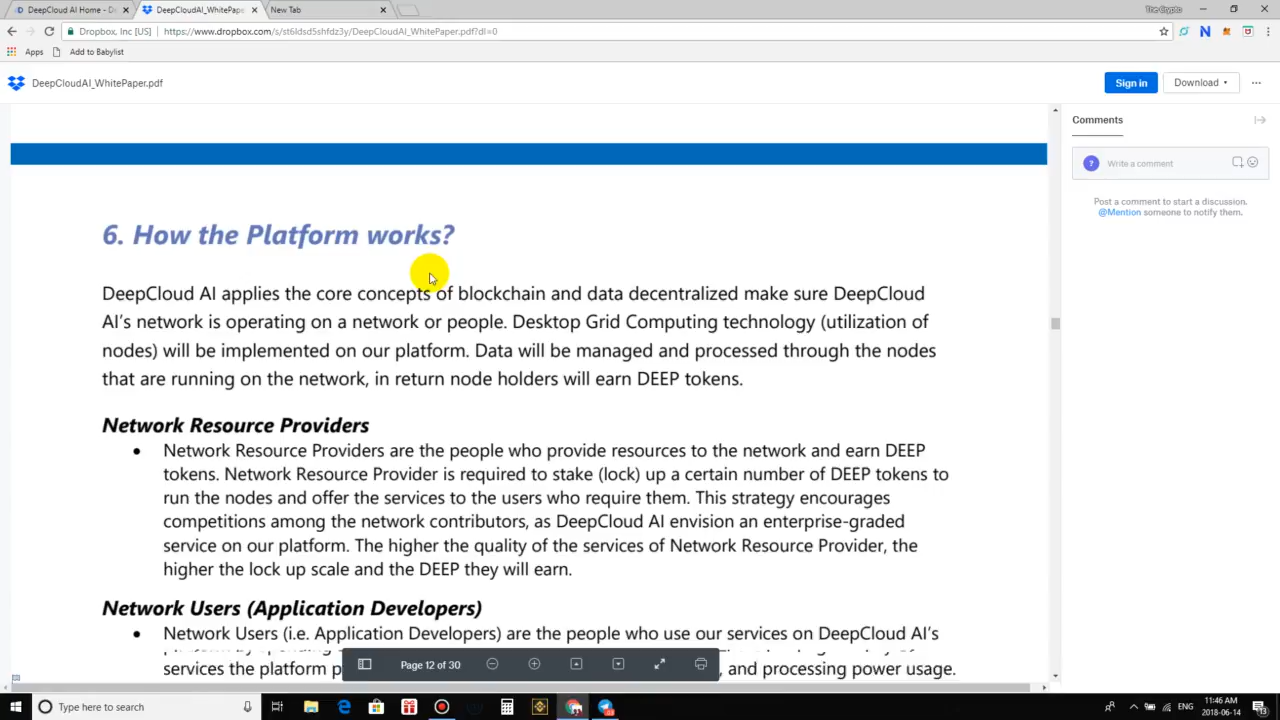 DeepCloud AI Home - De
DeepCloudAI_WhitePaper.p
New Tab
The Crypto
Dropbox, Inc [US]
https://www.dropbox.com/s/st6ldsd5shfdz3y/DeepCloudAI_WhitePaper.pdf?dl=0
Apps
Add to Babylist
DeepCloudAI_WhitePaper.pdf
Sign in
Download
Comments
Write a comment
Post a comment to start a discussion.
@Mention someone to notify them.
6. How the Platform works?
DeepCloud AI applies the core concepts of blockchain and data decentralized make sure DeepCloud
AI's network is operating on a network or people. Desktop Grid Computing technology (utilization of
nodes) will be implemented on our platform. Data will be managed and processed through the nodes
that are running on the network, in return node holders will earn DEEP tokens.
Network Resource Providers
• Network Resource Providers are the people who provide resources to the network and earn DEEP
tokens. Network Resource Provider is required to stake (lock) up a certain number of DEEP tokens to
run the nodes and offer the services to the users who require them. This strategy encourages
competitions among the network contributors, as DeepCloud AI envision an enterprise-graded
service on our platform. The higher the quality of the services of Network Resource Provider, the
higher the lock up scale and the DEEP they will earn.
Network Users (Application Developers)
• Network Users (i.e. Application Developers) are the people who use our services on DeepCloud AI's
services the platform p , and processing power usage.
Page 12 of 30
Type here to search
ENG
11:46 AM
2018-06-14
13